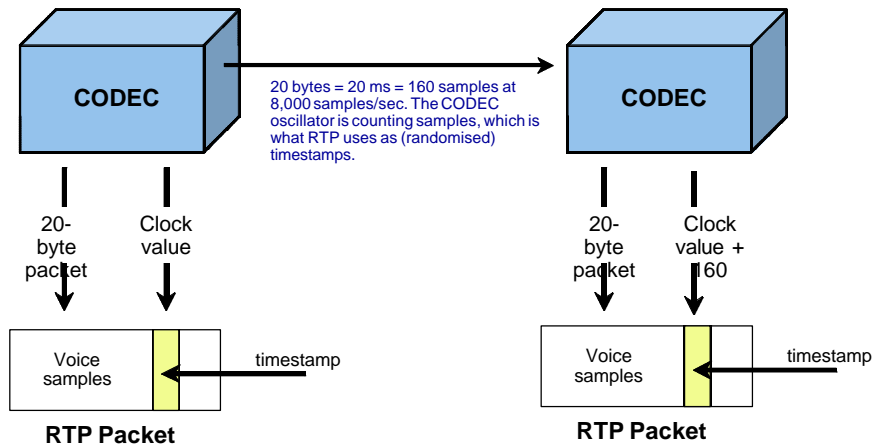 CODEC
20 bytes = 20 ms = 160 samples at
8,000 samples/sec. The CODEC
oscillator is counting samples, which is
what RTP uses as (randomised)
timestamps.
CODEC
20-
byte
packet
Clock
value
20-
byte
packet
Clock
value +
160
Voice
samples
timestamp
Voice
samples
timestamp
RTP Packet
RTP Packet